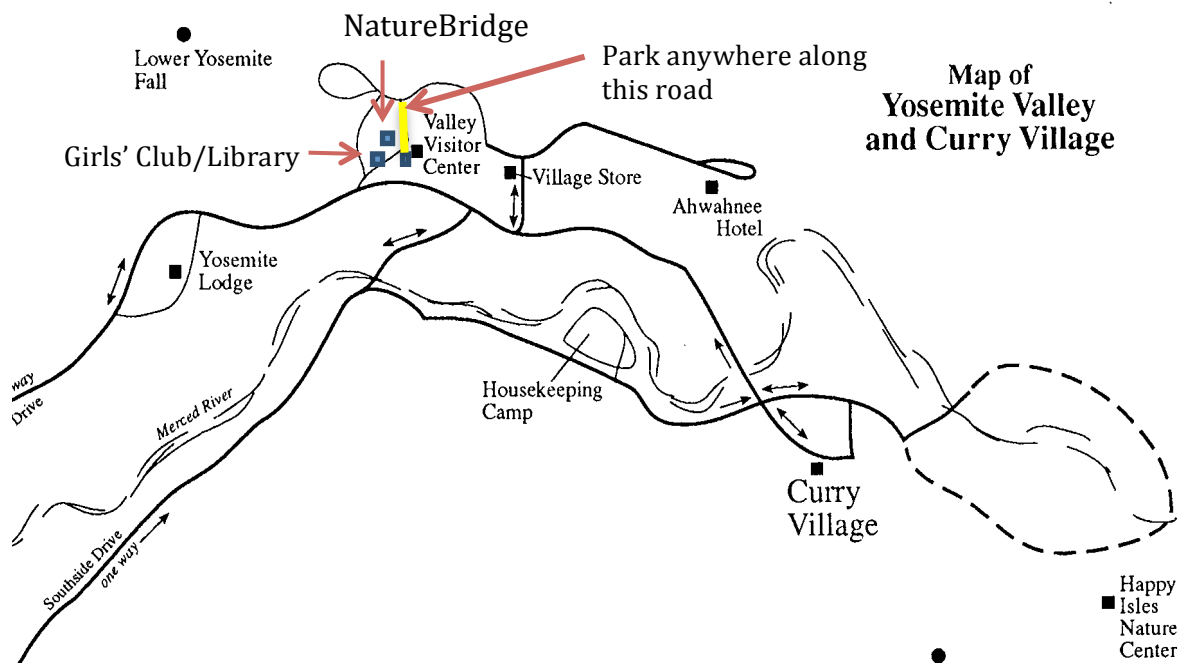 NatureBridge
Park anywhere along
this road
Map of
Yosemite Valley
and Curry Village
Lower Yosemite
Fall
Girls’ Club/Library
Valley
Visitor
Center
Village Store
Ahwahnee
Hotel
Yosemite
Lodge
way
Drive
Merced River
Housekeeping
Camp
Curry
Village
Southside Drive
one way
Happy
Isles
Nature
Center